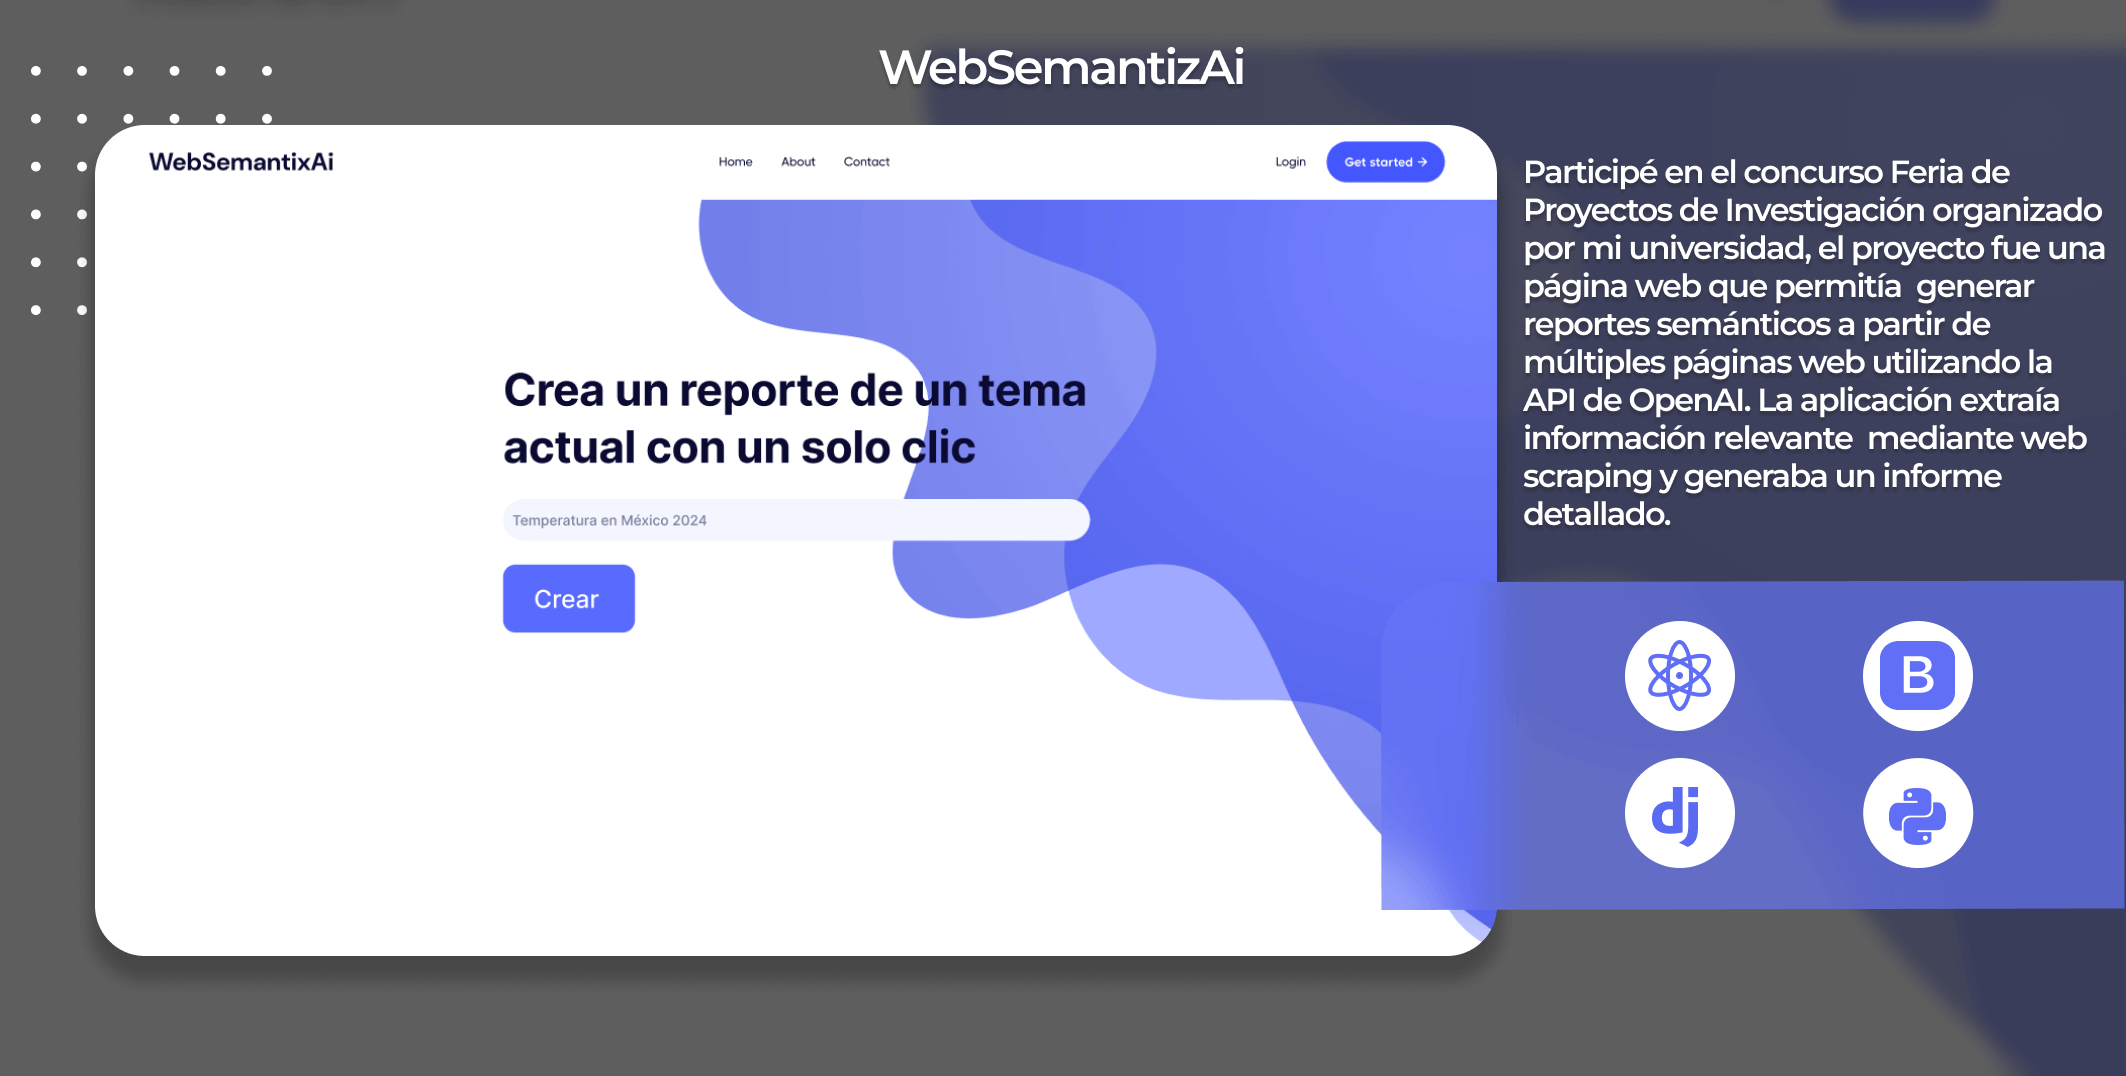 WebSemantizAi
WebSemantixAi
Home
About
Contact
Login
Get started →
Crea un reporte de un tema
actual con un solo clic
Temperatura en México 2024
Crear
Participé en el concurso Feria de
Proyectos de Investigación organizado
por mi universidad, el proyecto fue una
página web que permitía  generar
reportes semánticos a partir de
múltiples páginas web utilizando la
API de OpenAI. La aplicación extraía
información relevante  mediante web
scraping y generaba un informe
detallado.
B
dj